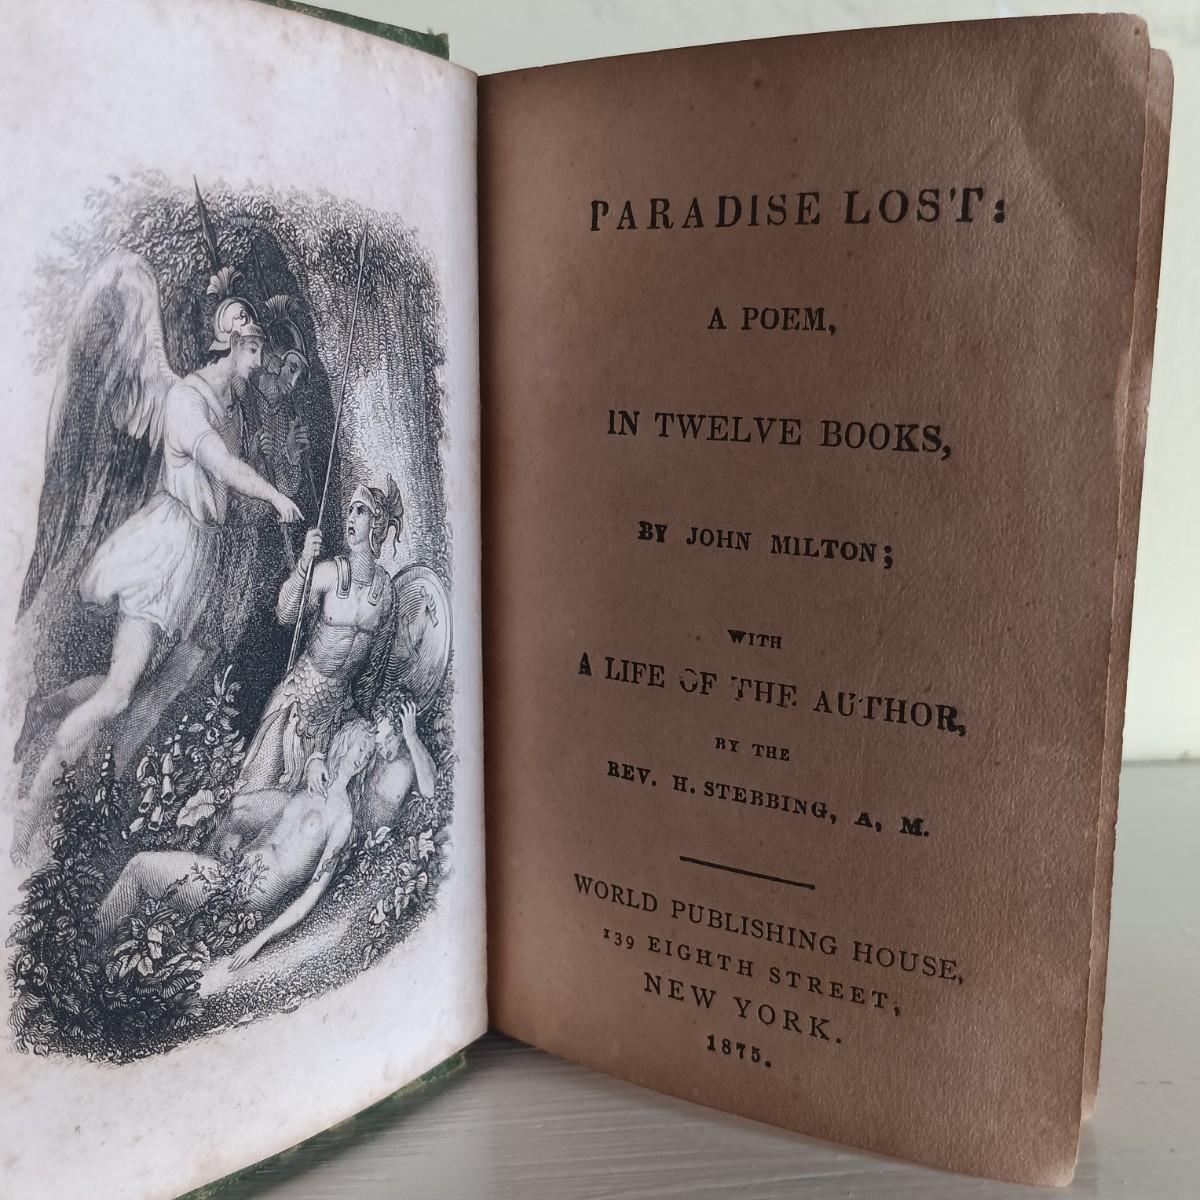 PARADISE LOST:
A POEM,
IN TWELVE BOOKS,
BY JOHN MILTON;
WITH
A LIFE OF THE AUTHOR,
BY THE
REV. H. STEBBING, A, M.
WORLD PUBLISHING HOUSE,
139 EIGHTH STREET,
NEW YORK.
1875.